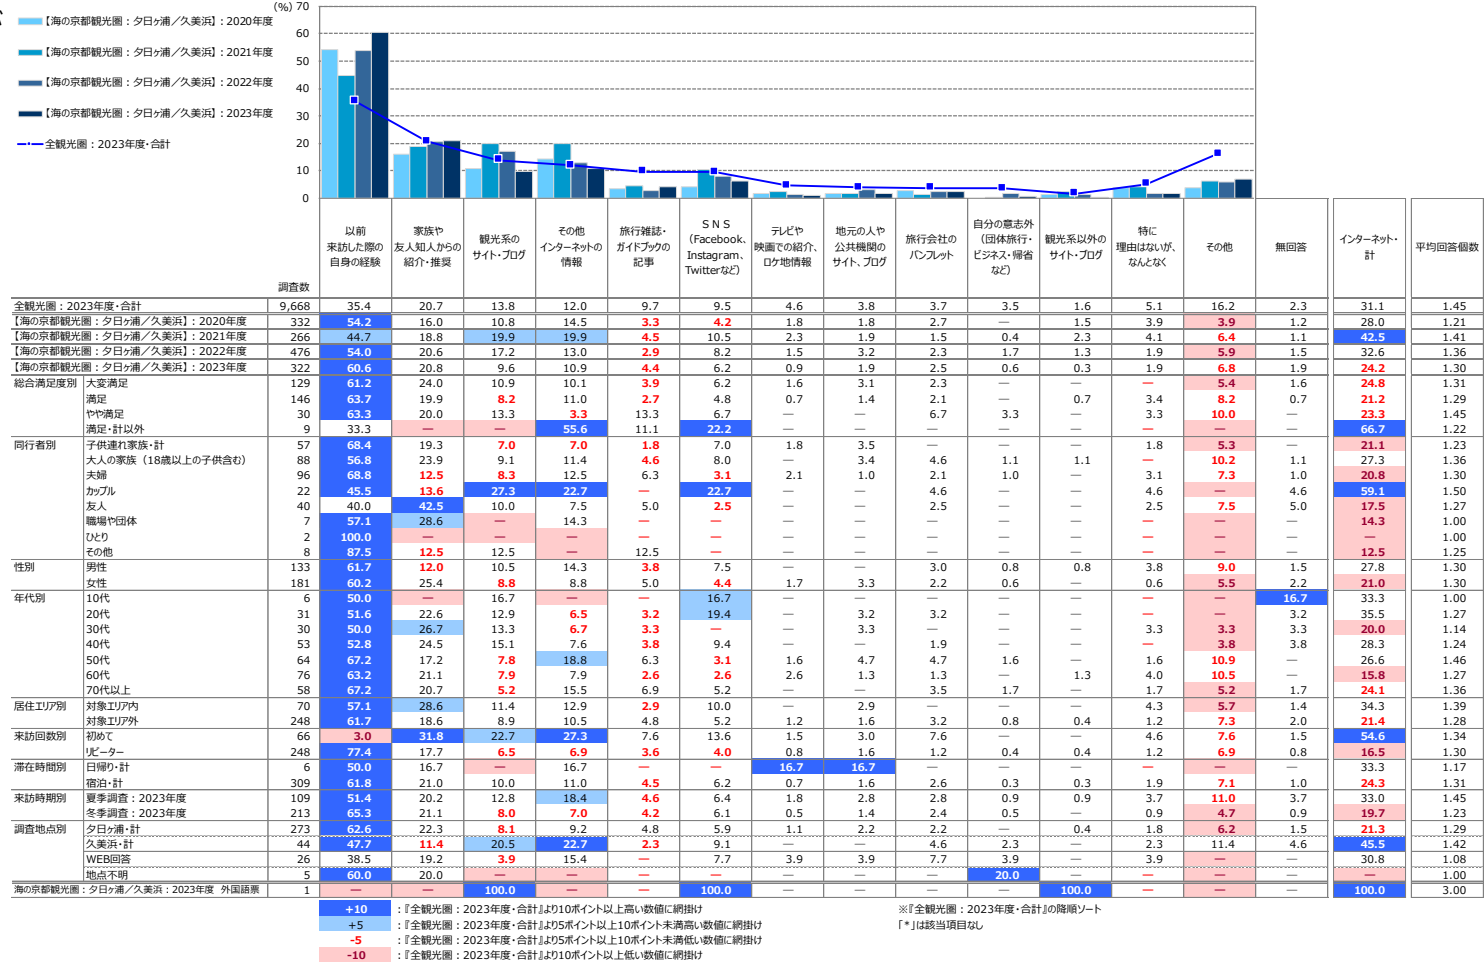 (%)
【海の京都観光圏：夕日ヶ浦／久美浜】：2020年度
【海の京都観光圏：夕日ヶ浦／久美浜】：2021年度
【海の京都観光圏：夕日ヶ浦／久美浜】：2022年度
【海の京都観光圏：夕日ヶ浦／久美浜】：2023年度
全観光圏：2023年度・合計
70
60
50
40
30
20
10
0
調査数
以前
来訪した際の
自身の経験
家族や
友人知人からの
紹介・推奨
観光系の
サイト・ブログ
その他
インターネットの
情報
旅行雑誌・
ガイドブックの
記事
ＳＮＳ
（Facebook、
Instagram、
Twitterなど）
テレビや
映画での紹介、
ロケ地情報
地元の人や
公共機関の
サイト、ブログ
旅行会社の
パンフレット
自分の意志外
（団体旅行・
ビジネス・帰省
など）
観光系以外の
サイト・ブログ
特に
理由はないが、
なんとなく
その他
無回答
インターネット・
計
平均回答個数
全観光圏：2023年度・合計 9,668 35.4 20.7 13.8 12.0 9.7 9.5 4.6 3.8 3.7 3.5 1.6 5.1 16.2 2.3 31.1 1.45
【海の京都観光圏：夕日ヶ浦／久美浜】：2020年度 332 54.2 16.0 10.8 14.5 3.3 4.2 1.8 1.8 2.7 － 1.5 3.9 3.9 1.2 28.0 1.21
【海の京都観光圏：夕日ヶ浦／久美浜】：2021年度 266 44.7 18.8 19.9 19.9 4.5 10.5 2.3 1.9 1.5 0.4 2.3 4.1 6.4 1.1 42.5 1.41
【海の京都観光圏：夕日ヶ浦／久美浜】：2022年度 476 54.0 20.6 17.2 13.0 2.9 8.2 1.5 3.2 2.3 1.7 1.3 1.9 5.9 1.5 32.6 1.36
【海の京都観光圏：夕日ヶ浦／久美浜】：2023年度 322 60.6 20.8 9.6 10.9 4.4 6.2 0.9 1.9 2.5 0.6 0.3 1.9 6.8 1.9 24.2 1.30
総合満足度別 大変満足 129 61.2 24.0 10.9 10.1 3.9 6.2 1.6 3.1 2.3 － － － 5.4 1.6 24.8 1.31
満足 146 63.7 19.9 8.2 11.0 2.7 4.8 0.7 1.4 2.1 － 0.7 3.4 8.2 0.7 21.2 1.29
やや満足 30 63.3 20.0 13.3 3.3 13.3 6.7 － － 6.7 3.3 － 3.3 10.0 － 23.3 1.45
満足・計以外 9 33.3 － － 55.6 11.1 22.2 － － － － － － － － 66.7 1.22
同行者別 子供連れ家族・計 57 68.4 19.3 7.0 7.0 1.8 7.0 1.8 3.5 － － － 1.8 5.3 － 21.1 1.23
大人の家族（18歳以上の子供含む） 88 56.8 23.9 9.1 11.4 4.6 8.0 － 3.4 4.6 1.1 1.1 － 10.2 1.1 27.3 1.36
夫婦 96 68.8 12.5 8.3 12.5 6.3 3.1 2.1 1.0 2.1 1.0 － 3.1 7.3 1.0 20.8 1.30
カップル 22 45.5 13.6 27.3 22.7 － 22.7 － － 4.6 － － 4.6 － 4.6 59.1 1.50
友人 40 40.0 42.5 10.0 7.5 5.0 2.5 － － 2.5 － － 2.5 7.5 5.0 17.5 1.27
職場や団体 7 57.1 28.6 － 14.3 － － － － － － － － － － 14.3 1.00
ひとり 2 100.0 － － － － － － － － － － － － － － 1.00
その他 8 87.5 12.5 12.5 － 12.5 － － － － － － － － － 12.5 1.25
性別 男性 133 61.7 12.0 10.5 14.3 3.8 7.5 － － 3.0 0.8 0.8 3.8 9.0 1.5 27.8 1.30
女性 181 60.2 25.4 8.8 8.8 5.0 4.4 1.7 3.3 2.2 0.6 － 0.6 5.5 2.2 21.0 1.30
年代別 10代 6 50.0 － 16.7 － － 16.7 － － － － － － － 16.7 33.3 1.00
20代 31 51.6 22.6 12.9 6.5 3.2 19.4 － 3.2 3.2 － － － － 3.2 35.5 1.27
30代 30 50.0 26.7 13.3 6.7 3.3 － － 3.3 － － － 3.3 3.3 3.3 20.0 1.14
40代 53 52.8 24.5 15.1 7.6 3.8 9.4 － － 1.9 － － － 3.8 3.8 28.3 1.24
50代 64 67.2 17.2 7.8 18.8 6.3 3.1 1.6 4.7 4.7 1.6 － 1.6 10.9 － 26.6 1.46
60代 76 63.2 21.1 7.9 7.9 2.6 2.6 2.6 1.3 1.3 － 1.3 4.0 10.5 － 15.8 1.27
70代以上 58 67.2 20.7 5.2 15.5 6.9 5.2 － － 3.5 1.7 － 1.7 5.2 1.7 24.1 1.36
居住エリア別 対象エリア内 70 57.1 28.6 11.4 12.9 2.9 10.0 － 2.9 － － － 4.3 5.7 1.4 34.3 1.39
対象エリア外 248 61.7 18.6 8.9 10.5 4.8 5.2 1.2 1.6 3.2 0.8 0.4 1.2 7.3 2.0 21.4 1.28
来訪回数別 初めて 66 3.0 31.8 22.7 27.3 7.6 13.6 1.5 3.0 7.6 － － 4.6 7.6 1.5 54.6 1.34
リピーター 248 77.4 17.7 6.5 6.9 3.6 4.0 0.8 1.6 1.2 0.4 0.4 1.2 6.9 0.8 16.5 1.30
滞在時間別 日帰り・計 6 50.0 16.7 － 16.7 － － 16.7 16.7 － － － － － － 33.3 1.17
宿泊・計 309 61.8 21.0 10.0 11.0 4.5 6.2 0.7 1.6 2.6 0.3 0.3 1.9 7.1 1.0 24.3 1.31
来訪時期別 夏季調査：2023年度 109 51.4 20.2 12.8 18.4 4.6 6.4 1.8 2.8 2.8 0.9 0.9 3.7 11.0 3.7 33.0 1.45
冬季調査：2023年度 213 65.3 21.1 8.0 7.0 4.2 6.1 0.5 1.4 2.4 0.5 － 0.9 4.7 0.9 19.7 1.23
調査地点別 夕日ヶ浦・計 273 62.6 22.3 8.1 9.2 4.8 5.9 1.1 2.2 2.2 － 0.4 1.8 6.2 1.5 21.3 1.29
久美浜・計 44 47.7 11.4 20.5 22.7 2.3 9.1 － － 4.6 2.3 － 2.3 11.4 4.6 45.5 1.42
WEB回答 26 38.5 19.2 3.9 15.4 － 7.7 3.9 3.9 7.7 3.9 － 3.9 － － 30.8 1.08
地点不明 5 60.0 20.0 － － － － － － － 20.0 － － － － － 1.00
海の京都観光圏：夕日ヶ浦／久美浜：2023年度 外国語票 1 － － 100.0 － － 100.0 － － － － 100.0 － － － 100.0 3.00
+10 ：『全観光圏：2023年度・合計』より10ポイント以上高い数値に網掛け
+5 ：『全観光圏：2023年度・合計』より5ポイント以上10ポイント未満高い数値に網掛け
-5 ：『全観光圏：2023年度・合計』より5ポイント以上10ポイント未満低い数値に網掛け
-10 ：『全観光圏：2023年度・合計』より10ポイント以上低い数値に網掛け
※『全観光圏：2023年度・合計』の降順ソート
「*」は該当項目なし